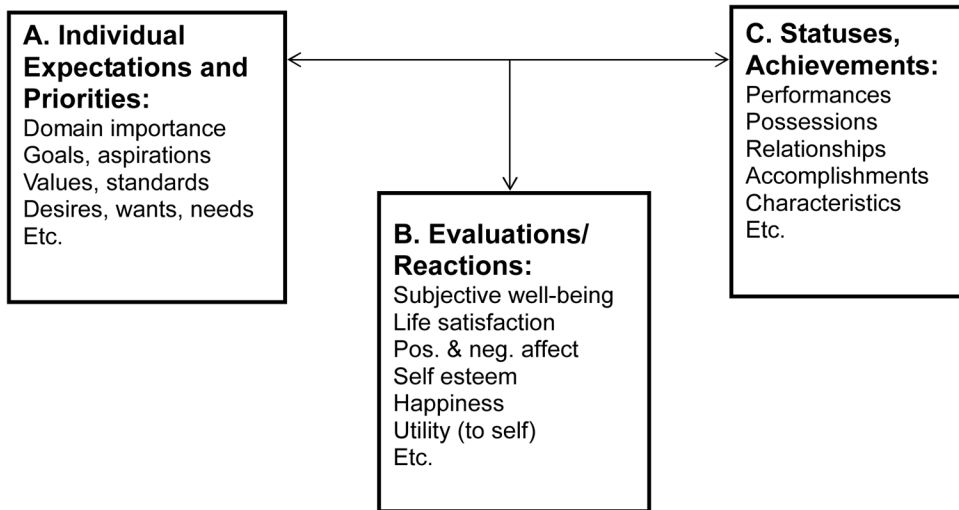 A. Individual
Expectations and
Priorities:
Domain importance
Goals, aspirations
Values, standards
Desires, wants, needs
Etc.
B. Evaluations/
Reactions:
Subjective well-being
Life satisfaction
Pos. & neg. affect
Self esteem
Happiness
Utility (to self)
Etc.
C. Statuses,
Achievements:
Performances
Possessions
Relationships
Accomplishments
Characteristics
Etc.